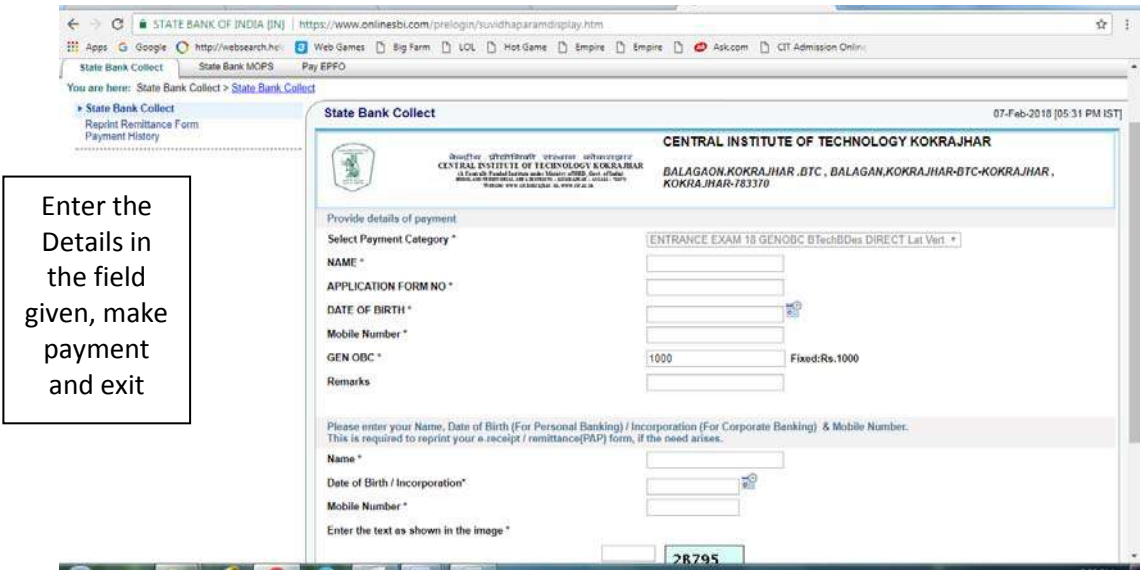 STATE BANK OF INDIA [IN] https://www.onlinesbi.com/prelogin/suvidhaparamdisplay.htm
Apps Google http://websearch.hel Web Games Big Farm LOL Hot Game Empire Empire Ask.com CIT Admission Online
State Bank Collect State Bank MOPS Pay EPFO
You are here: State Bank Collect > State Bank Collect
State Bank Collect
Reprint Remittance Form
Payment History
Enter the
Details in
the field
given, make
payment
and exit
State Bank Collect 07-Feb-2018 [05:31 PM IST]
CENTRAL INSTITUTE OF TECHNOLOGY KOKRAJHAR
CENTRAL INSTITUTE OF TECHNOLOGY KOKRAJHAR
BALAGAON,KOKRAJHAR .BTC , BALAGAN,KOKRAJHAR-BTC-KOKRAJHAR ,
KOKRAJHAR-783370
Provide details of payment
Select Payment Category * ENTRANCE EXAM 18 GENOBC BTechBDes DIRECT Lat Vert
NAME *
APPLICATION FORM NO *
DATE OF BIRTH *
Mobile Number *
GEN OBC * 1000 Fixed:Rs.1000
Remarks
Please enter your Name, Date of Birth (For Personal Banking) / Incorporation (For Corporate Banking) & Mobile Number.
This is required to reprint your e-receipt / remittance(PAP) form, if the need arises.
Name *
Date of Birth / Incorporation*
Mobile Number *
Enter the text as shown in the image *
28795